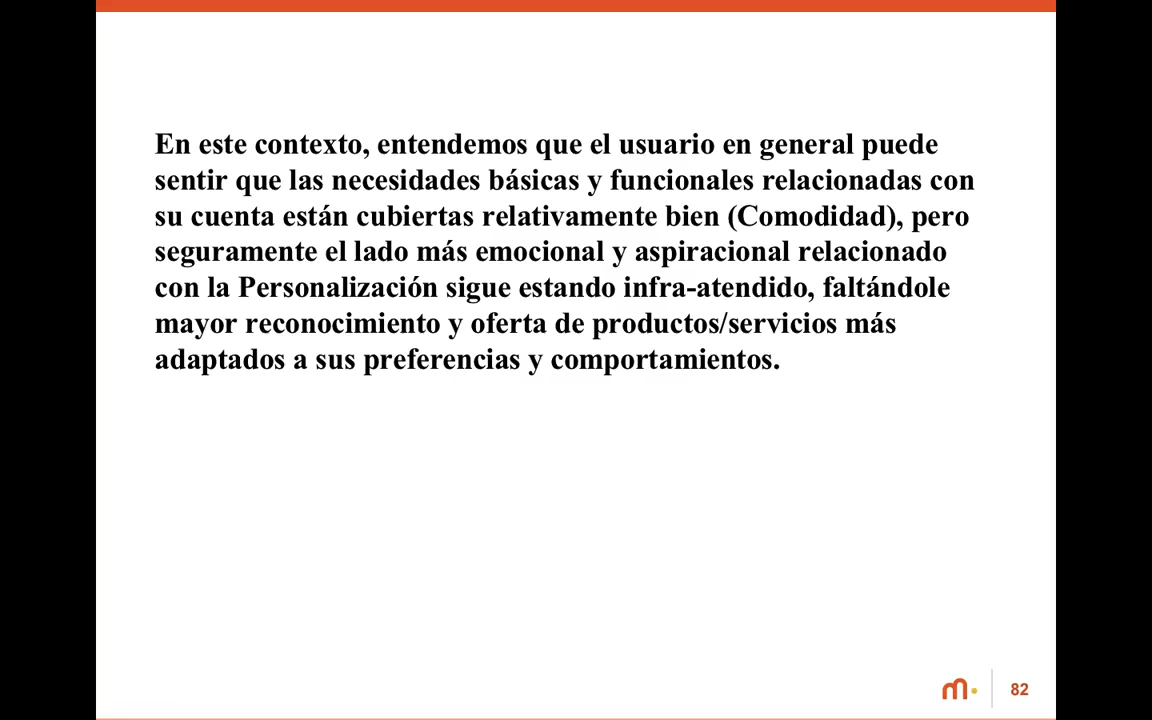 En este contexto, entendemos que el usuario en general puede
sentir que las necesidades básicas y funcionales relacionadas con
su cuenta están cubiertas relativamente bien (Comodidad), pero
seguramente el lado más emocional y aspiracional relacionado
con la Personalización sigue estando infra-atendido, faltándole
mayor reconocimiento y oferta de productos/servicios más
adaptados a sus preferencias y comportamientos.
m.
82